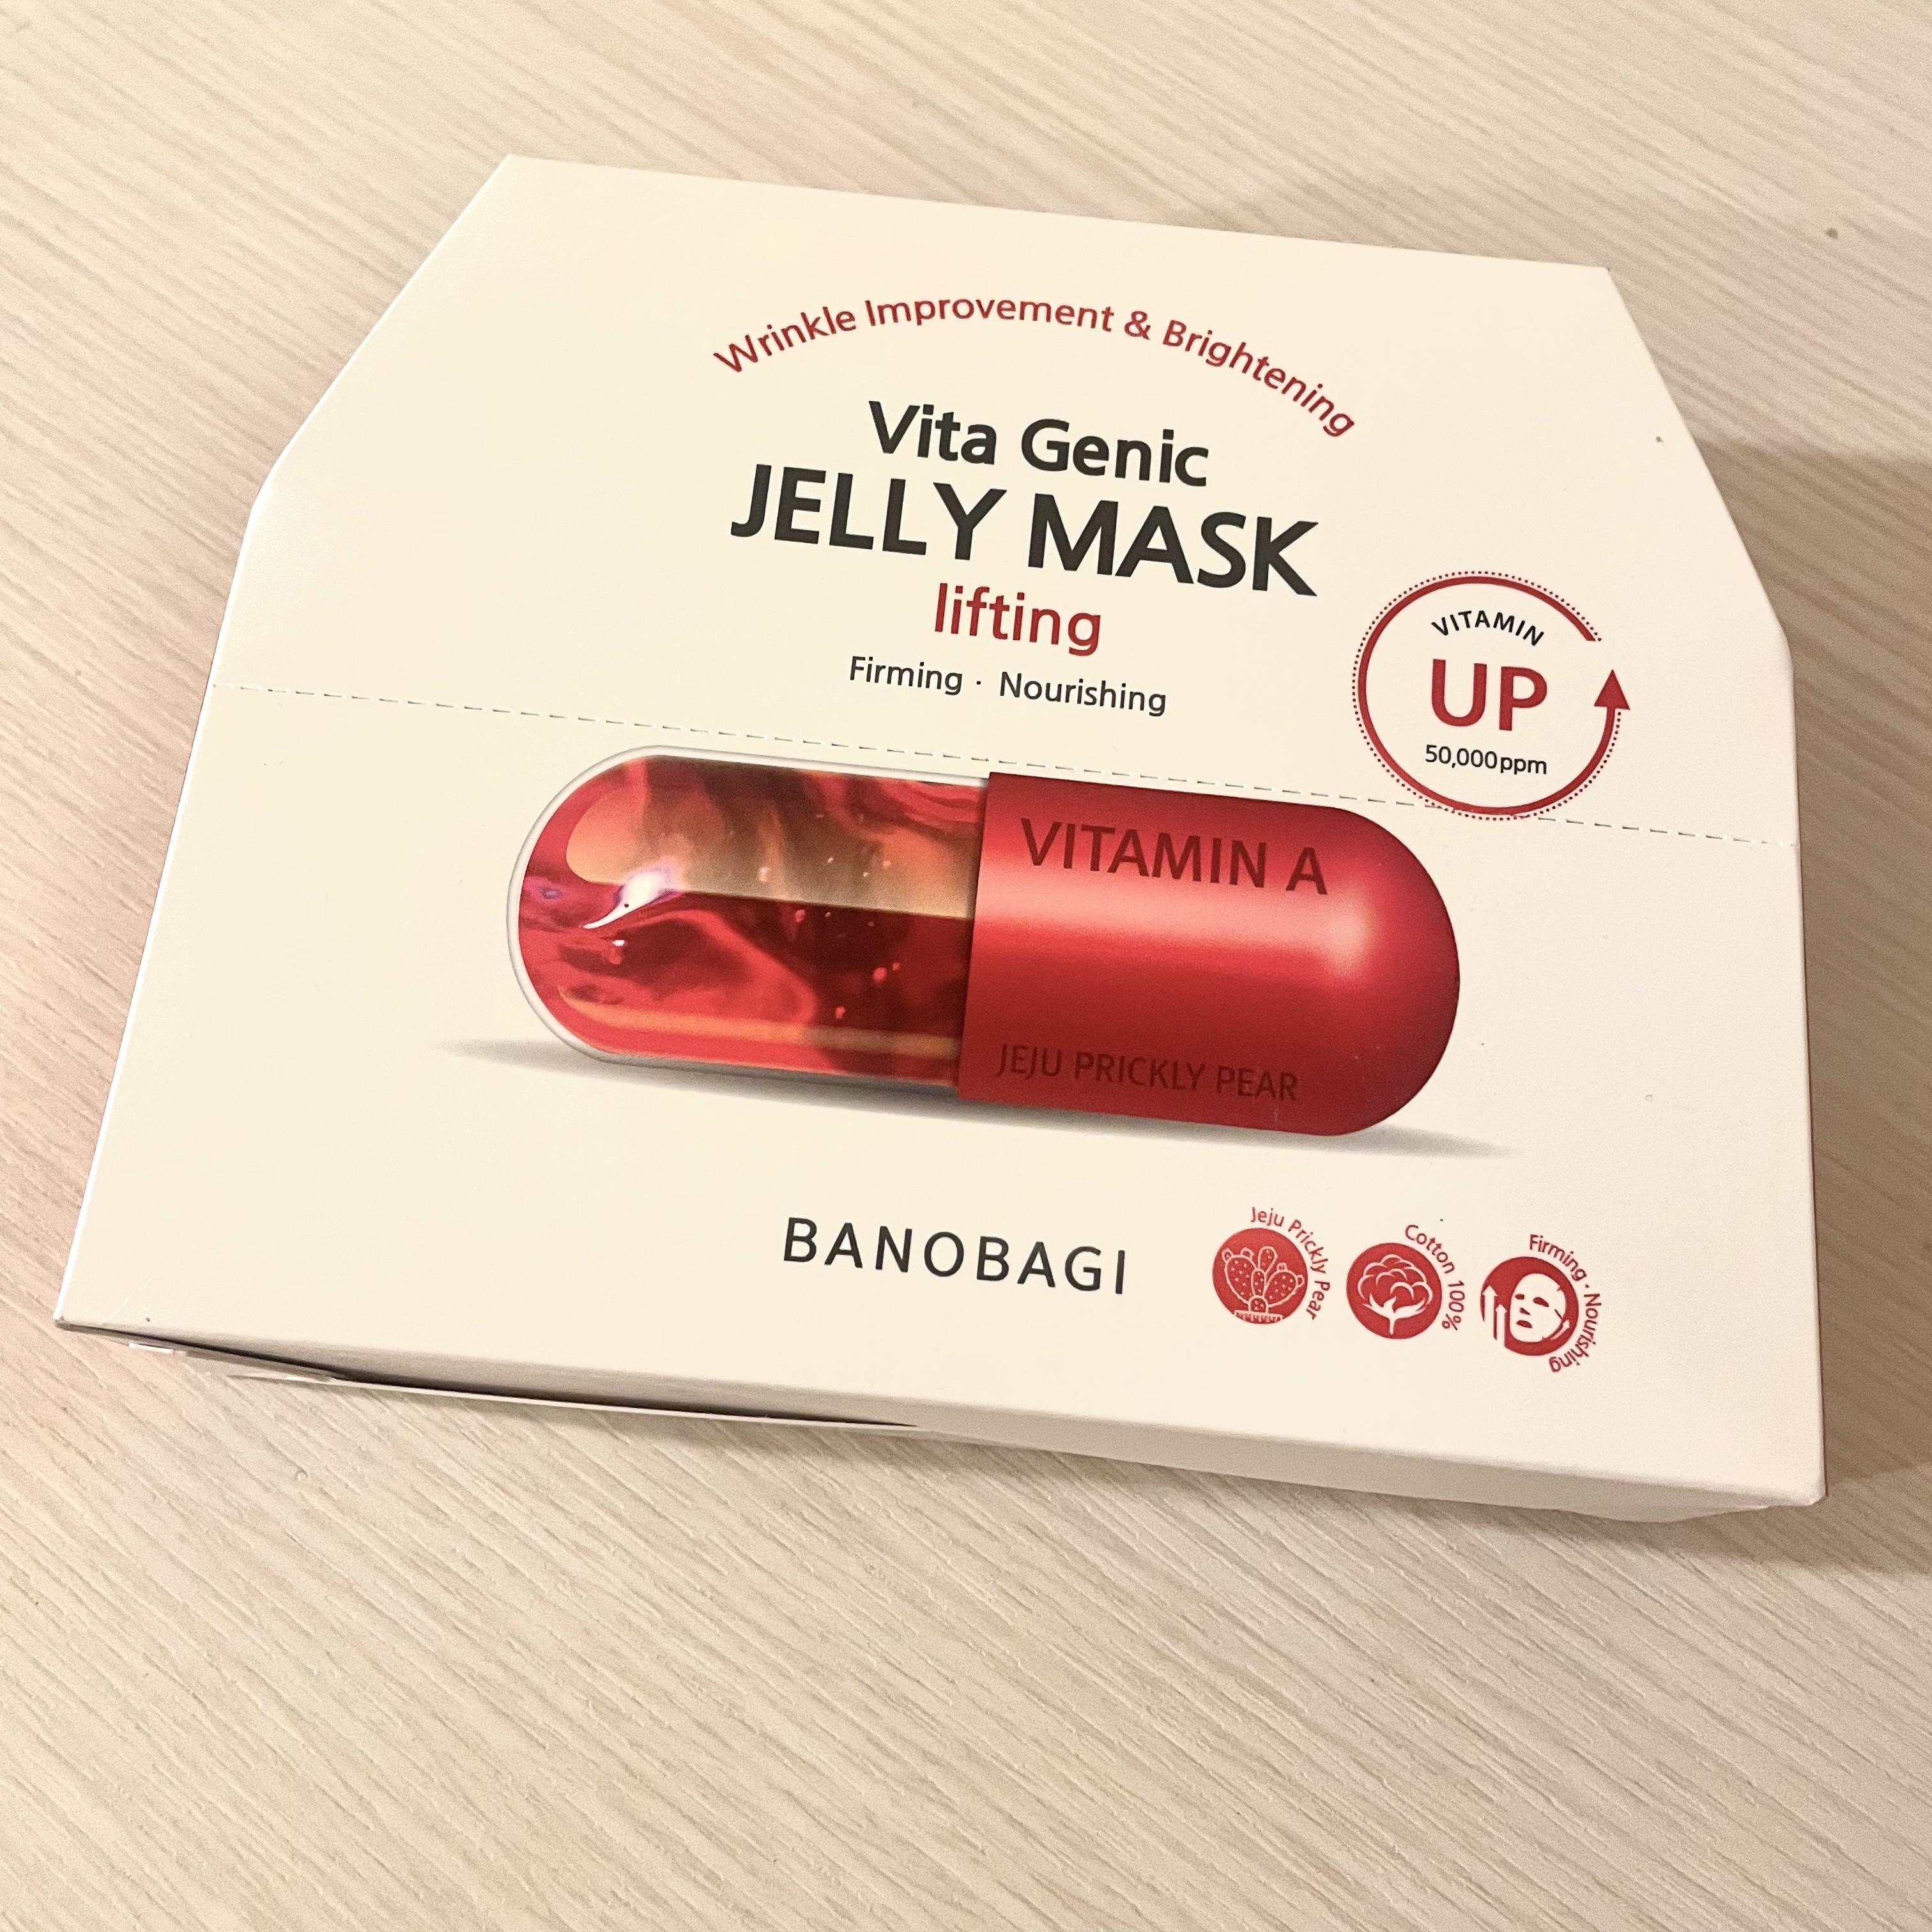 Wrinkle Improvement & Brightening
Vita Genic
JELLY MASK
lifting
Firming · Nourishing
VITAMIN
UP
50,000ppm
VITAMIN A
JEJU PRICKLY PEAR
BANOBAGI
Jeju Prickly Pear
Cotton 100%
Firming · Nourishing